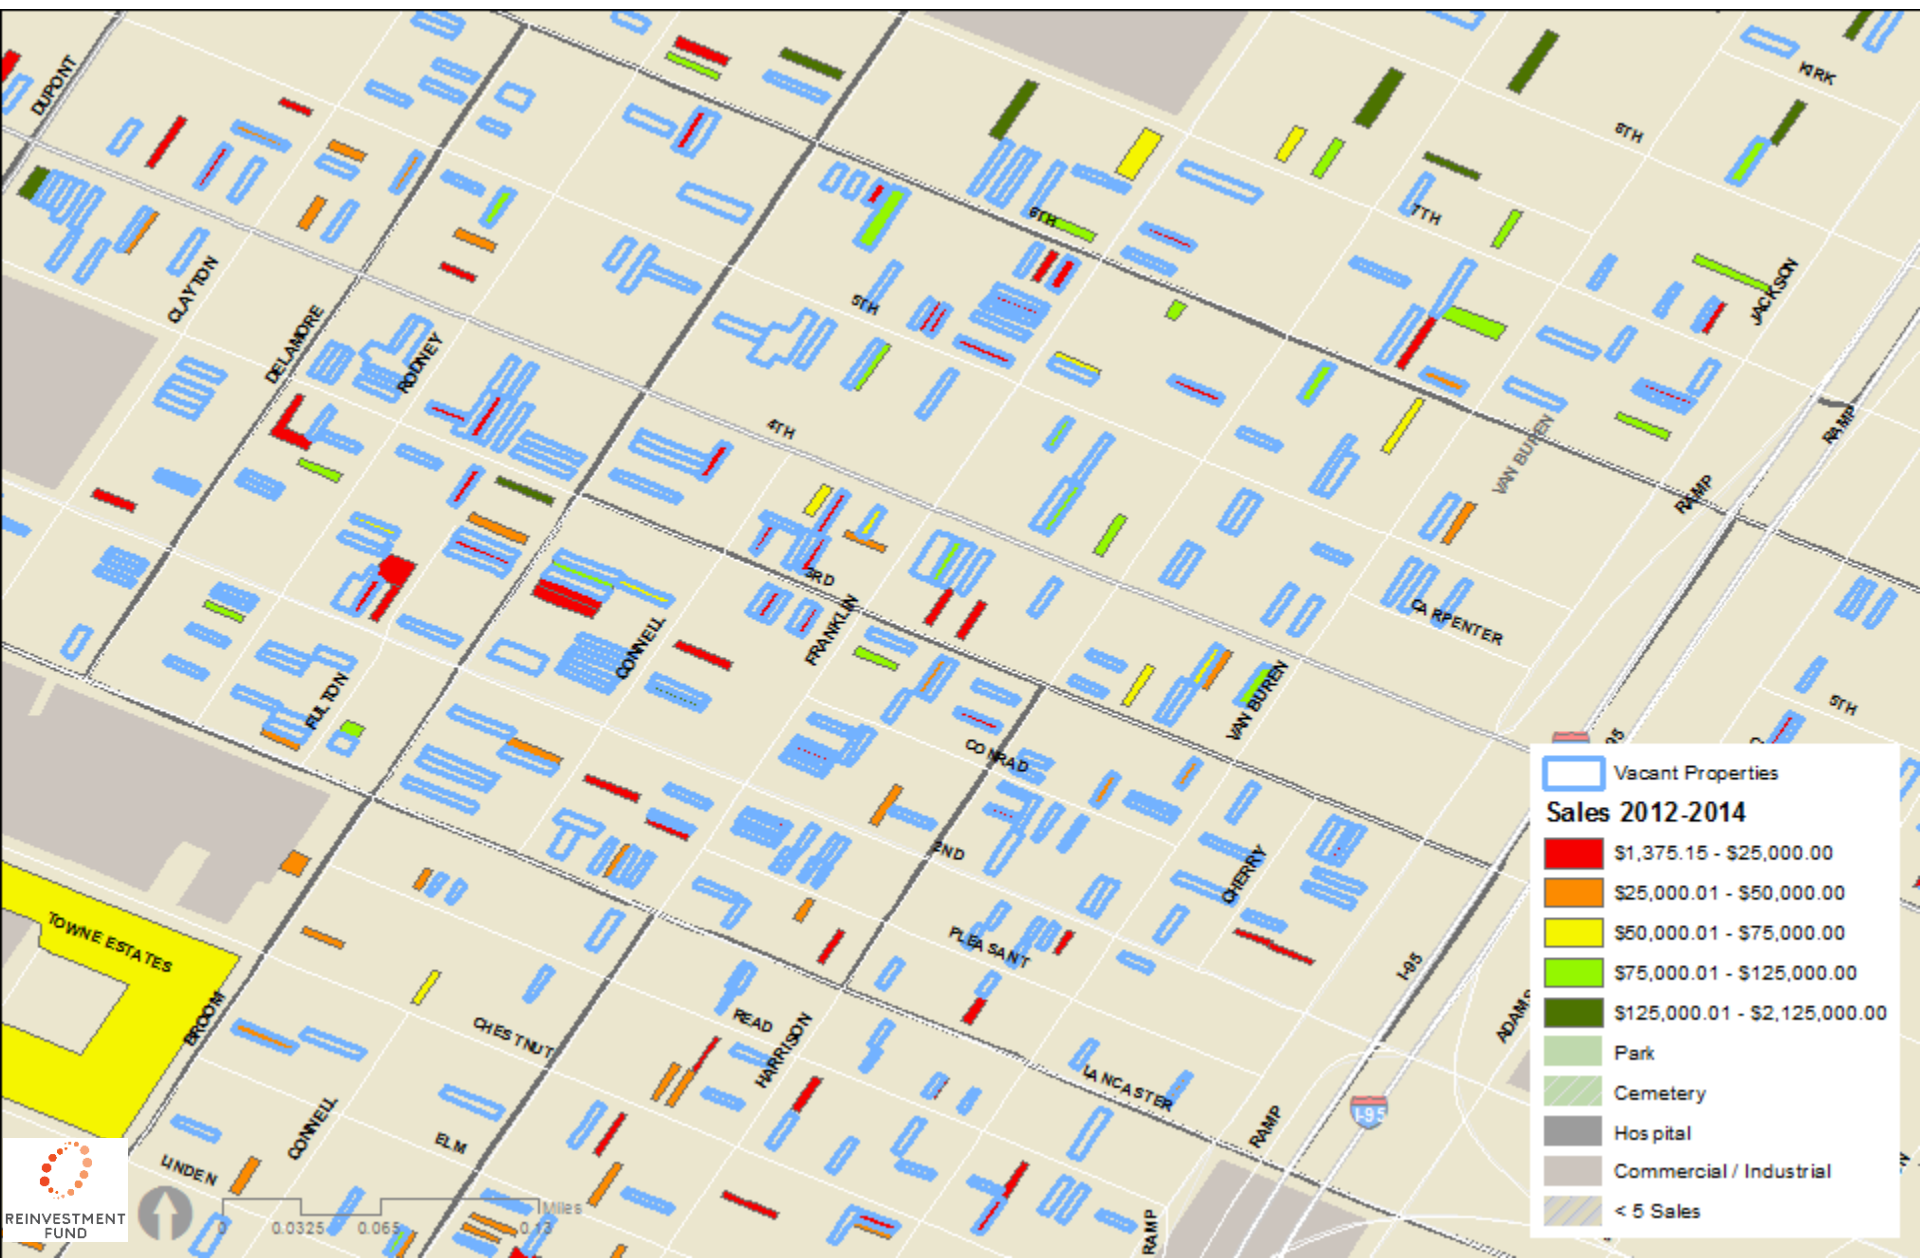 KIRK
DUPONT
8TH
7TH
6TH
CLAYTON
JACKSON
5TH
DELAMORE
RODNEY
4TH
RAMP
VAN BUREN
RAMP
3RD
CARPENTER
FRANKLIN
CONNELL
VAN BUREN
5TH
FULTON
CONRAD
95
2ND
CHERRY
TOWNE ESTATES
PLEASANT
I-95
ADAMS
BROOM
CHESTNUT
READ
HARRISON
LANCASTER
I-95
CONNELL
ELM
RAMP
LINDEN
RAMP
Vacant Properties
Sales 2012-2014
$1,375.15 - $25,000.00
$25,000.01 - $50,000.00
$50,000.01 - $75,000.00
$75,000.01 - $125,000.00
$125,000.01 - $2,125,000.00
Park
Cemetery
Hospital
Commercial / Industrial
< 5 Sales
REINVESTMENT
FUND
Miles
0 0.0325 0.065 0.13